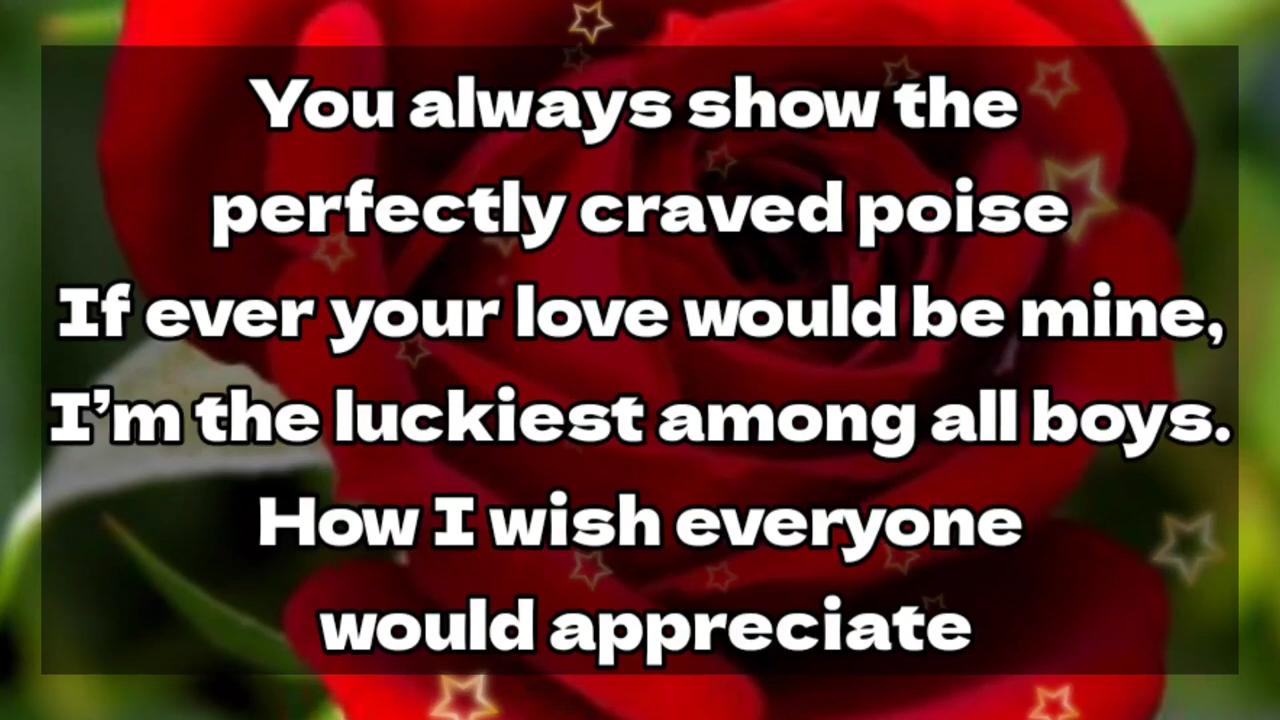 You always show the
perfectly craved poise
If ever your love would be mine,
I’m the luckiest among all boys.
How I wish everyone
would appreciate